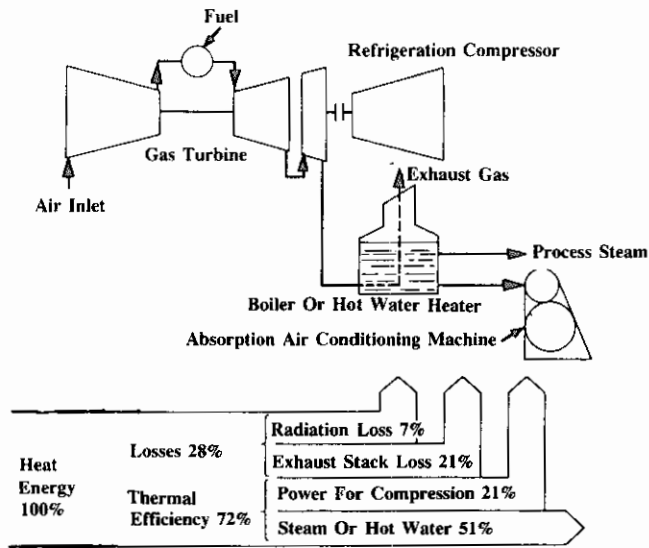 Fuel
Refrigeration Compressor
Gas Turbine
Air Inlet
Exhaust Gas
Process Steam
Boiler Or Hot Water Heater
Absorption Air Conditioning Machine
Heat
Energy
100%
Losses 28%
Thermal
Efficiency 72%
Radiation Loss 7%
Exhaust Stack Loss 21%
Power For Compression 21%
Steam Or Hot Water 51%